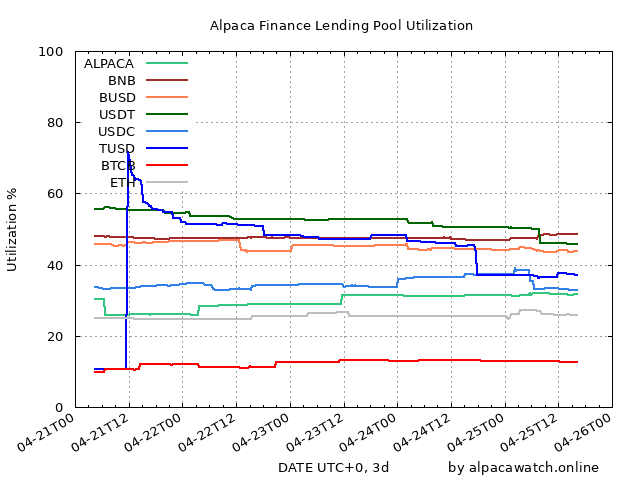 Alpaca Finance Lending Pool Utilization
100
80
60
40
20
0
Utilization %
ALPACA
BNB
BUSD
USDT
USDC
TUSD
BTCB
ETH
04-21T00
04-21T12
04-22T00
04-22T12
04-23T00
04-23T12
04-24T00
04-24T12
04-25T00
04-25T12
04-26T00
DATE UTC+0, 3d
by alpacawatch.online